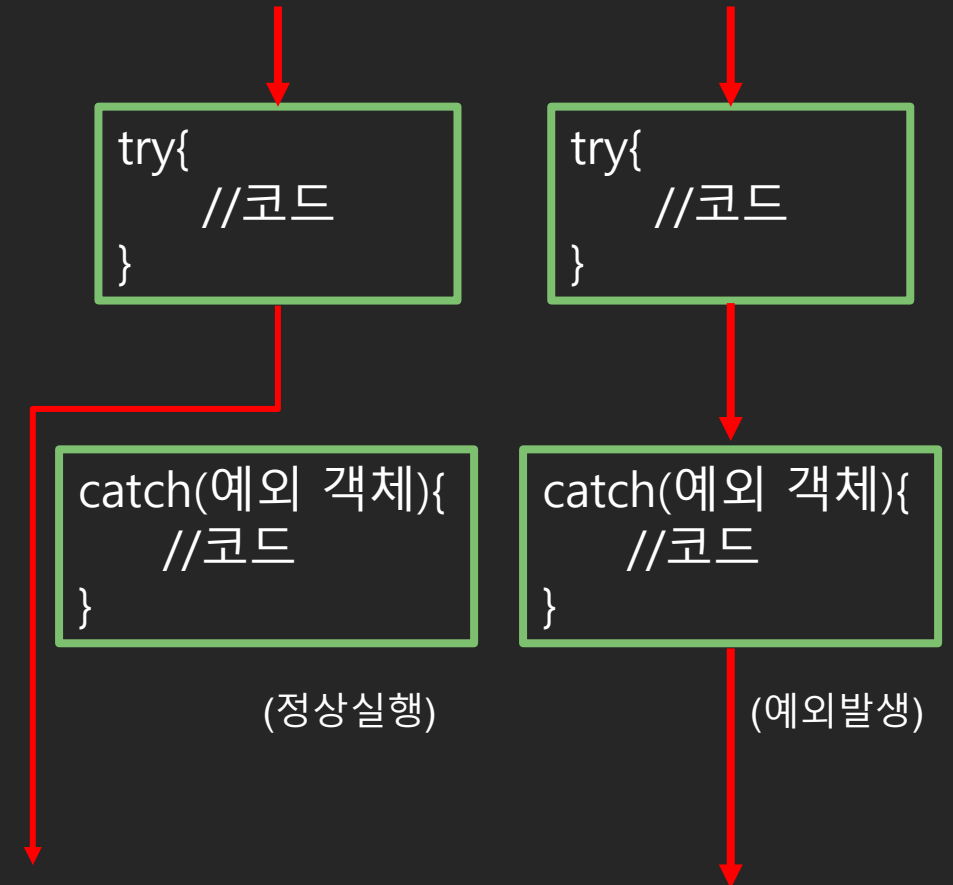 try{
//코드
}
try{
//코드
}
catch(예외 객체){
//코드
}
catch(예외 객체){
//코드
}
(정상실행)
(예외발생)